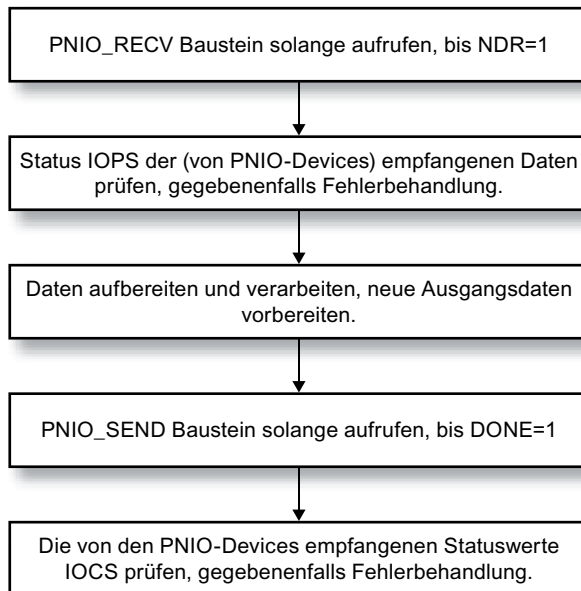 PNIO_RECV Baustein solange aufrufen, bis NDR=1
Status IOPS der (von PNIO-Devices) empfangenen Daten
prüfen, gegebenenfalls Fehlerbehandlung.
Daten aufbereiten und verarbeiten, neue Ausgangsdaten
vorbereiten.
PNIO_SEND Baustein solange aufrufen, bis DONE=1
Die von den PNIO-Devices empfangenen Statuswerte
IOCS prüfen, gegebenenfalls Fehlerbehandlung.